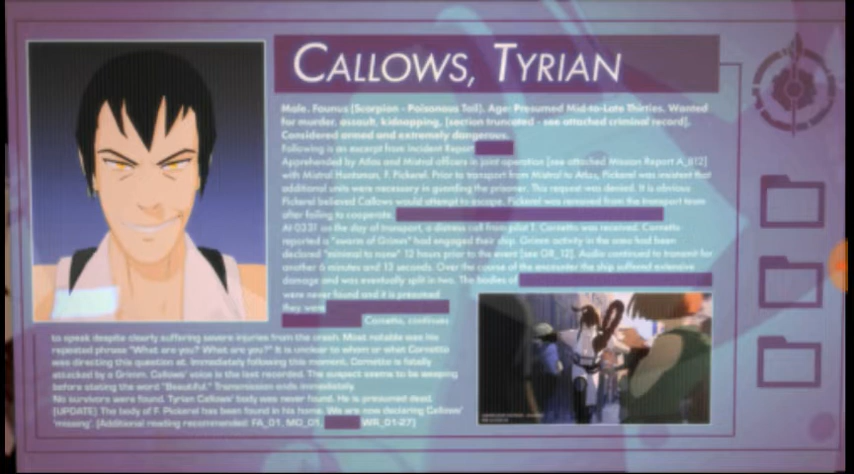 CALLOWS, TYRIAN
Male. Faunus (Scorpion - Poisonous Tail). Age: Presumed Mid-to-Late Thirties. Wanted
for murder, assault, kidnapping, [section truncated - see attached criminal record].
Considered armed and extremely dangerous.
Following is an excerpt from Incident Report
Apprehended by Atlas and Mistral officers in joint operation [see attached Mission Report A_612]
with Mistral Huntsman, F. Pickerel. Prior to transport from Mistral to Atlas, Pickerel was insistent that
additional units were necessary in guarding the prisoner. This request was denied. It is obvious
Pickerel believed Callows would attempt to escape. Pickerel was removed from the transport team
after failing to cooperate.
At 0331 on the day of transport, a distress call from pilot T. Cornetto was received. Cornetto
reported a "swarm of Grimm" had engaged their ship. Grimm activity in the area had been
declared "minimal to none" 12 hours prior to the event [see GR_12]. Audio continued to transmit for
another 6 minutes and 13 seconds. Over the course of the encounter the ship suffered extensive
damage and was eventually split in two. The bodies of
were never found and it is presumed
they were
Cornetto, continues
to speak despite clearly suffering severe injuries from the crash. Most notable was his
repeated phrase "What are you? What are you?" It is unclear to whom or what Cornetto
was directing this question at. Immediately following this moment, Cornetto is fatally
attacked by a Grimm. Callows' voice is the last recorded. The suspect seems to be weeping
before stating the word "Beautiful." Transmission ends immediately.
No survivors were found. Tyrian Callows' body was never found. He is presumed dead.
[UPDATE] The body of F. Pickerel has been found in his home. We are now declaring Callows'
'missing'. [Additional reading recommended: FA_01, MO_01, WR_01-27]